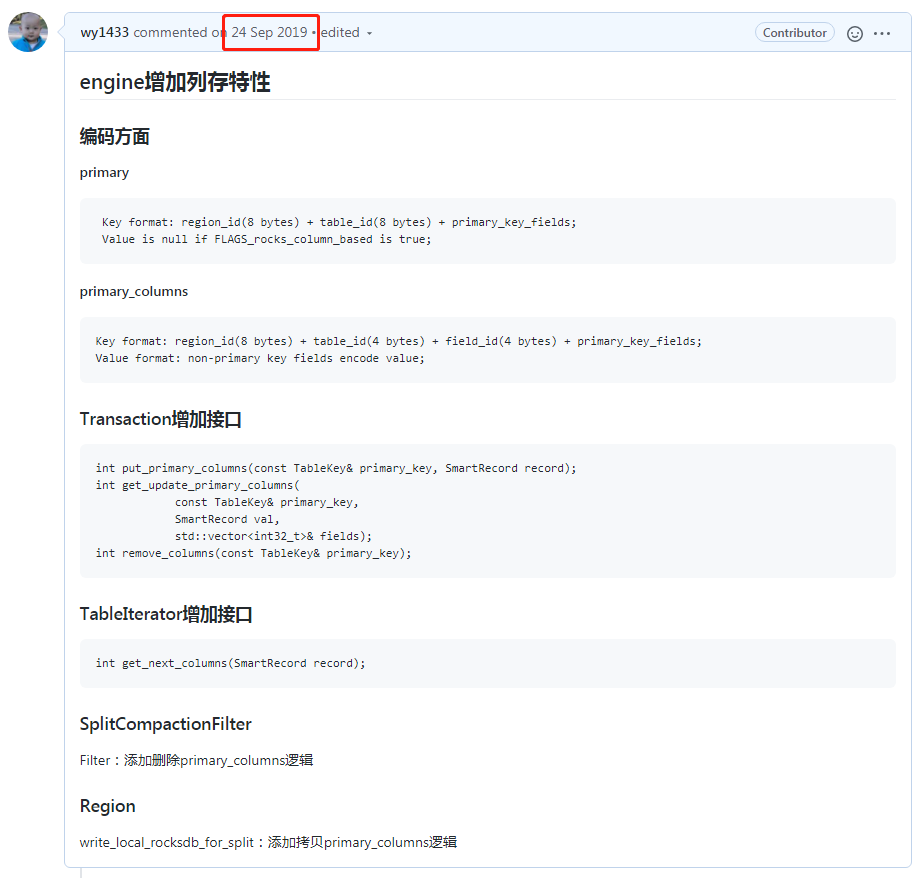 wy1433 commented on 24 Sep 2019 • edited
Contributor
engine增加列存特性
编码方面
primary
Key format: region_id(8 bytes) + table_id(8 bytes) + primary_key_fields;
Value is null if FLAGS_rocks_column_based is true;
primary_columns
Key format: region_id(8 bytes) + table_id(4 bytes) + field_id(4 bytes) + primary_key_fields;
Value format: non-primary key fields encode value;
Transaction增加接口
int put_primary_columns(const TableKey& primary_key, SmartRecord record);
int get_update_primary_columns(
const TableKey& primary_key,
SmartRecord val,
std::vector<int32_t>& fields);
int remove_columns(const TableKey& primary_key);
TableIterator增加接口
int get_next_columns(SmartRecord record);
SplitCompactionFilter
Filter：添加删除primary_columns逻辑
Region
write_local_rocksdb_for_split：添加拷贝primary_columns逻辑